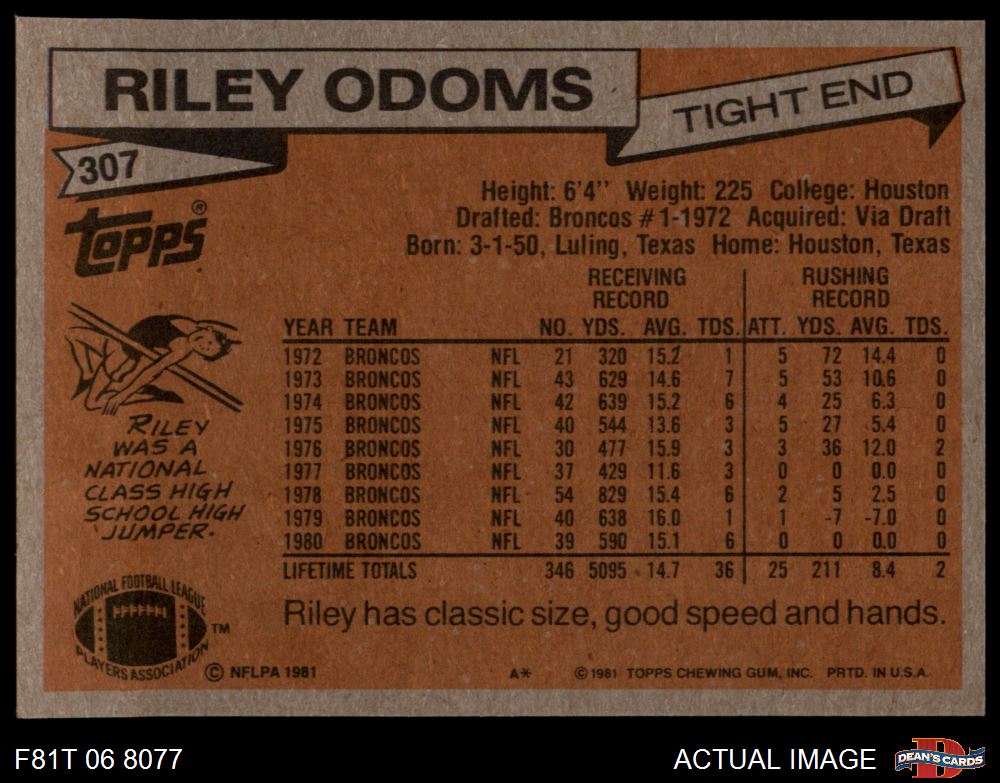 RILEY ODOMS
TIGHT END
307
TOPPS®
Height: 6'4'' Weight: 225 College: Houston
Drafted: Broncos #1-1972 Acquired: Via Draft
Born: 3-1-50, Luling, Texas Home: Houston, Texas
RECEIVING RECORD RUSHING RECORD
YEAR TEAM NO. YDS. AVG. TDS. ATT. YDS. AVG. TDS.
1972 BRONCOS NFL 21 320 15.2 1 5 72 14.4 0
1973 BRONCOS NFL 43 629 14.6 7 5 53 10.6 0
1974 BRONCOS NFL 42 639 15.2 6 4 25 6.3 0
1975 BRONCOS NFL 40 544 13.6 3 5 27 5.4 0
1976 BRONCOS NFL 30 477 15.9 3 3 36 12.0 2
1977 BRONCOS NFL 37 429 11.6 3 0 0 0.0 0
1978 BRONCOS NFL 54 829 15.4 6 2 5 2.5 0
1979 BRONCOS NFL 40 638 16.0 1 1 -7 -7.0 0
1980 BRONCOS NFL 39 590 15.1 6 0 0 0.0 0
LIFETIME TOTALS 346 5095 14.7 36 25 211 8.4 2
RILEY
WAS A
NATIONAL
CLASS HIGH
SCHOOL HIGH
JUMPER.
Riley has classic size, good speed and hands.
NATIONAL FOOTBALL LEAGUE
PLAYERS ASSOCIATION
TM
© NFLPA 1981 A* © 1981 TOPPS CHEWING GUM, INC. PRTD. IN U.S.A.
F81T 06 8077
ACTUAL IMAGE
D
DEAN'S CARDS